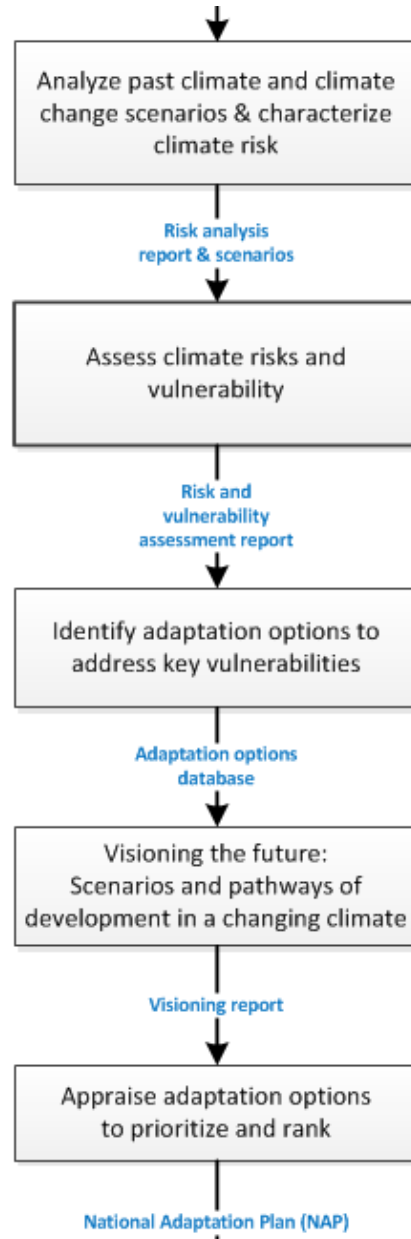 Analyze past climate and climate
change scenarios & characterize
climate risk
Risk analysis
report & scenarios
Assess climate risks and
vulnerability
Risk and
vulnerability
assessment report
Identify adaptation options to
address key vulnerabilities
Adaptation options
database
Visioning the future:
Scenarios and pathways of
development in a changing climate
Visioning report
Appraise adaptation options
to prioritize and rank
National Adaptation Plan (NAP)